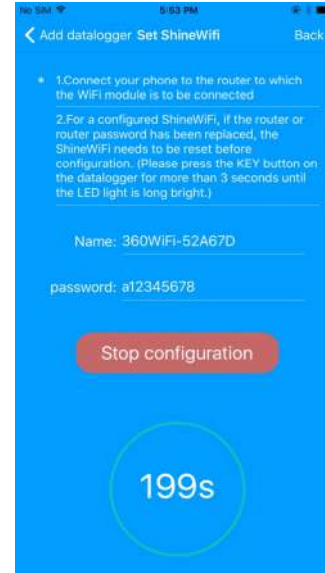 No SIM 5:53 PM
Add datalogger Set ShineWifi Back
* 1.Connect your phone to the router to which
the WiFi module is to be connected
2.For a configured ShineWifi, if the router or
router password has been replaced, the
ShineWiFi needs to be reset before
configuration. (Please press the KEY button on
the datalogger for more than 3 seconds until
the LED light is long bright.)
Name: 360WiFi-52A67D
password: a12345678
Stop configuration
199s